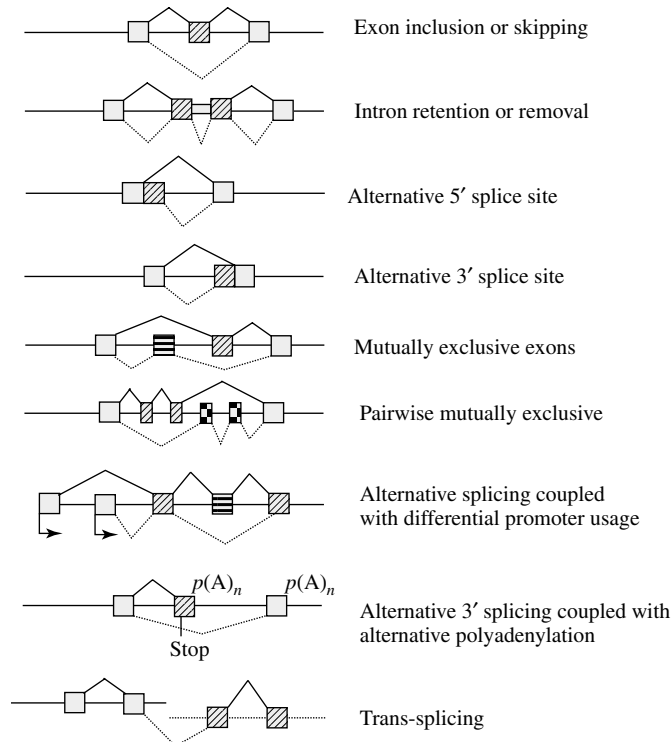 Exon inclusion or skipping
Intron retention or removal
Alternative 5′ splice site
Alternative 3′ splice site
Mutually exclusive exons
Pairwise mutually exclusive
Alternative splicing coupled
with differential promoter usage
p(A)n p(A)n
Alternative 3′ splicing coupled with
alternative polyadenylation
Stop
Trans-splicing